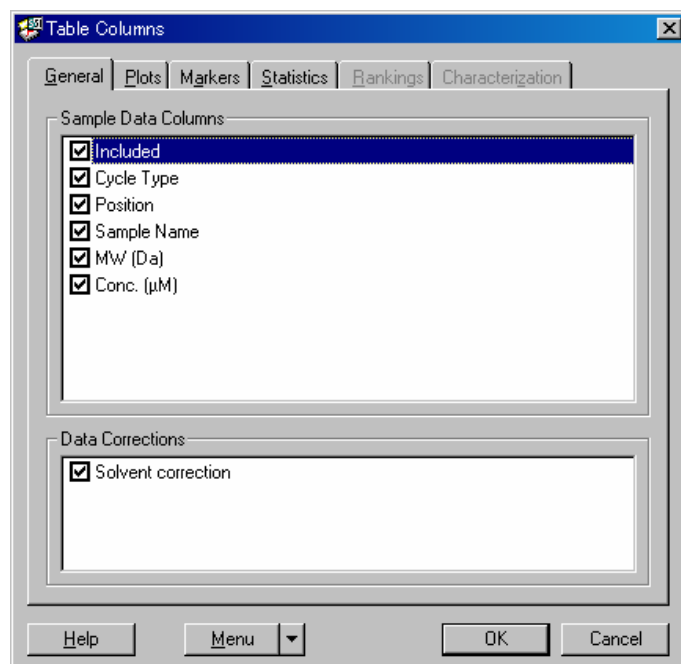 Table Columns
General Plots Markers Statistics Rankings Characterization
Sample Data Columns
Included
Cycle Type
Position
Sample Name
MW (Da)
Conc. (µM)
Data Corrections
Solvent correction
Help Menu OK Cancel